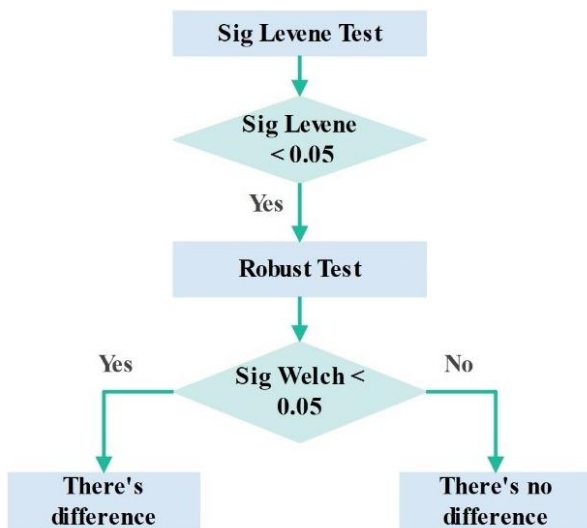 Sig Levene Test
Sig Levene
< 0.05
Yes
Robust Test
Yes
Sig Welch <
0.05
No
There's
difference
There's no
difference